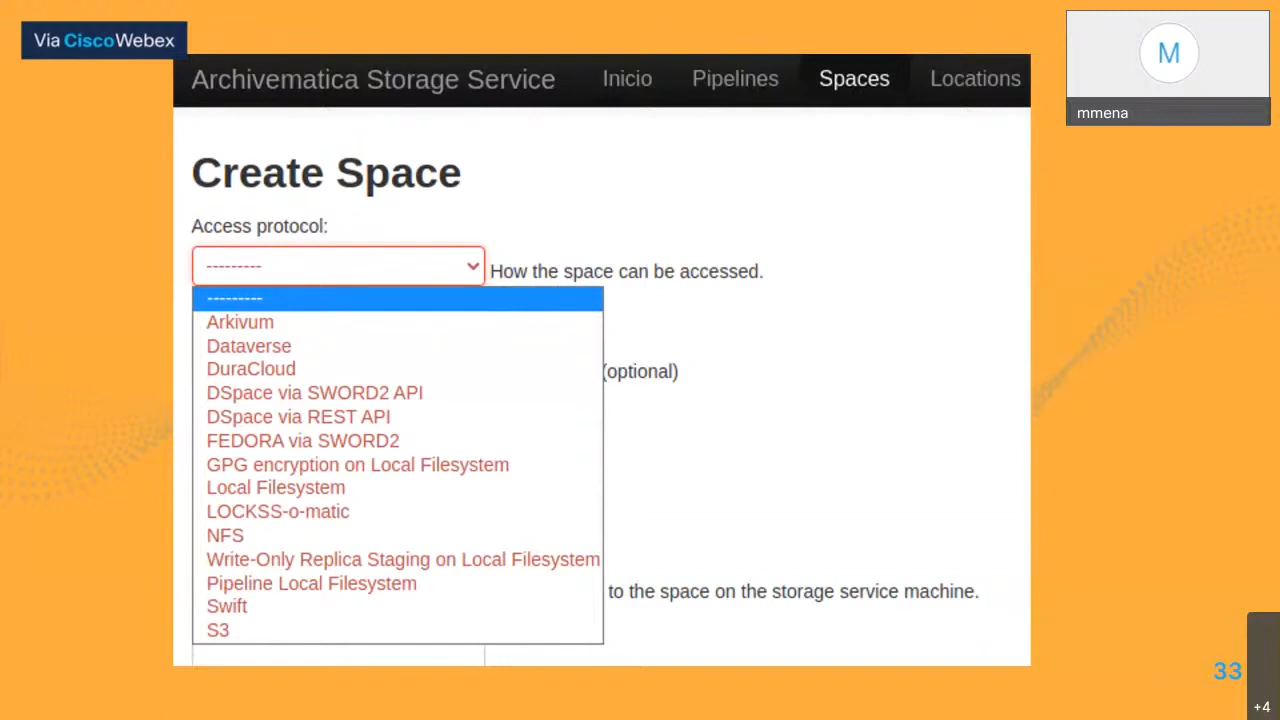 Via CiscoWebex
Archivematica Storage Service Inicio Pipelines Spaces Locations
M
mmena
Create Space
Access protocol:
---------
How the space can be accessed.
---------
Arkivum
Dataverse
(optional)
DuraCloud
DSpace via SWORD2 API
DSpace via REST API
FEDORA via SWORD2
GPG encryption on Local Filesystem
Local Filesystem
LOCKSS-o-matic
NFS
Write-Only Replica Staging on Local Filesystem
Pipeline Local Filesystem
to the space on the storage service machine.
Swift
S3
33
+4